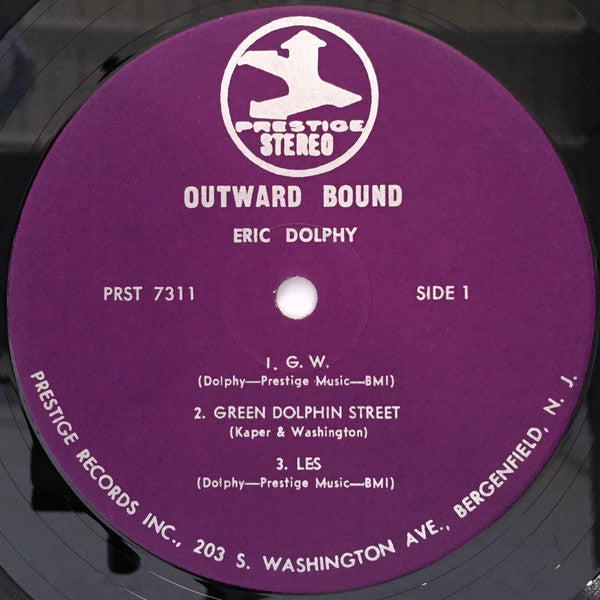 PRESTIGE
STEREO
OUTWARD BOUND
ERIC DOLPHY
PRST 7311
SIDE 1
1. G. W.
(Dolphy—Prestige Music—BMI)
2. GREEN DOLPHIN STREET
(Kaper & Washington)
3. LES
(Dolphy—Prestige Music—BMI)
PRESTIGE RECORDS INC., 203 S. WASHINGTON AVE., BERGENFIELD, N. J.